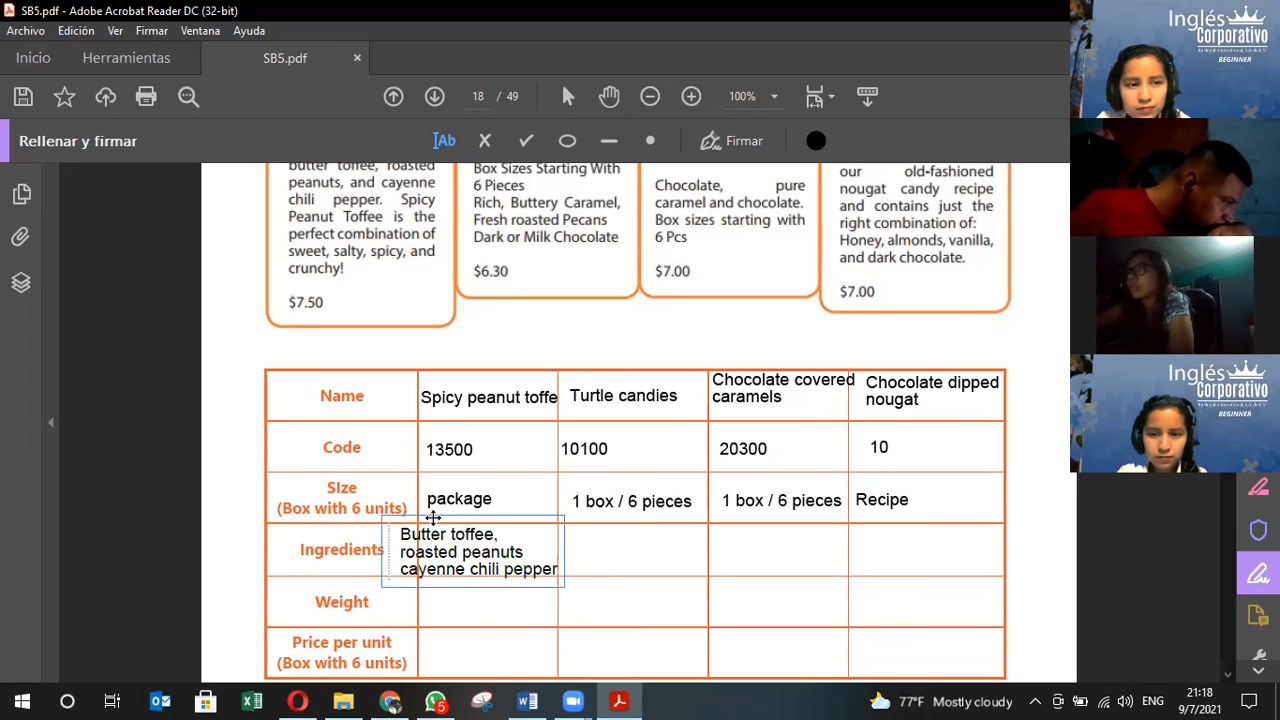 SB5.pdf - Adobe Acrobat Reader DC (32-bit)
Archivo Edición Ver Firmar Ventana Ayuda
Inicio Herramientas SB5.pdf ×
18 / 49 100%
Rellenar y firmar Ab Firmar
butter toffee, roasted
peanuts, and cayenne
chili pepper. Spicy
Peanut Toffee is the
perfect combination of
sweet, salty, spicy, and
crunchy!
$7.50
Box Sizes Starting With
6 Pieces
Rich, Buttery Caramel,
Fresh roasted Pecans
Dark or Milk Chocolate
$6.30
Chocolate, pure
caramel and chocolate.
Box sizes starting with
6 Pcs
$7.00
our old-fashioned
nougat candy recipe
and contains just the
right combination of:
Honey, almonds, vanilla,
and dark chocolate.
$7.00
Name
Spicy peanut toffe
Turtle candies
Chocolate covered
caramels
Chocolate dipped
nougat
Code
13500
10100
20300
10
SIze
(Box with 6 units)
package
1 box / 6 pieces
1 box / 6 pieces
Recipe
Ingredients
Butter toffee,
roasted peanuts
cayenne chili pepper
Weight
Price per unit
(Box with 6 units)
Inglés
Corporativo
BEGINNER
Inglés
Corporativo
BEGINNER
5
77°F Mostly cloudy
ENG
21:18
9/7/2021